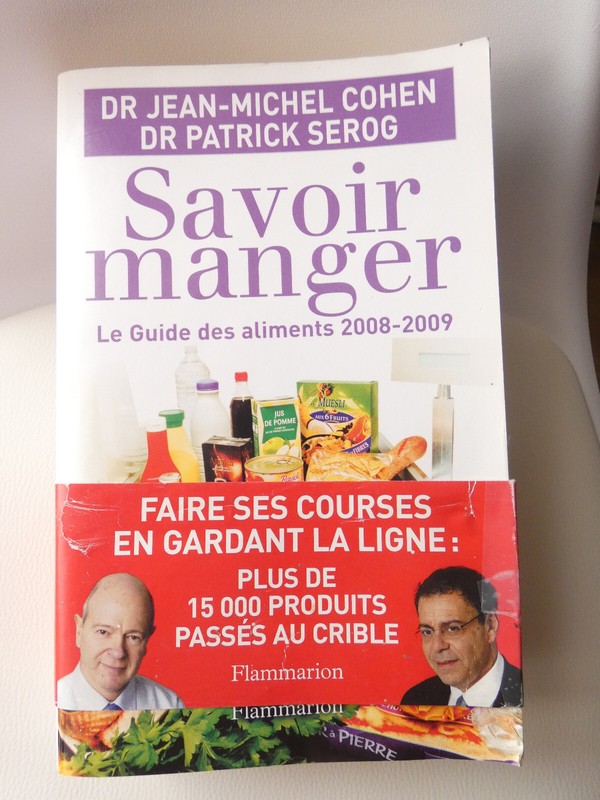 DR JEAN-MICHEL COHEN
DR PATRICK SEROG
Savoir
manger
Le Guide des aliments 2008-2009
JUS
DE POMME
MUESLI
AUX 6 FRUITS
FAIRE SES COURSES
EN GARDANT LA LIGNE :
PLUS DE
15 000 PRODUITS
PASSÉS AU CRIBLE
Flammarion
Flammarion
à PIERRE